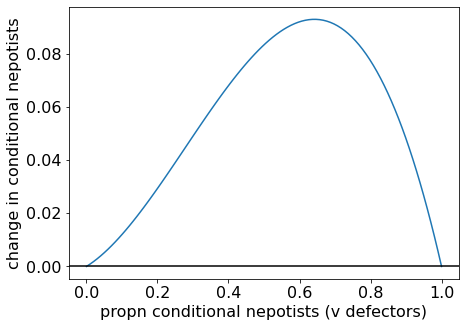 change in conditional nepotists
0.08
0.06
0.04
0.02
0.00
0.0 0.2 0.4 0.6 0.8 1.0
propn conditional nepotists (v defectors)